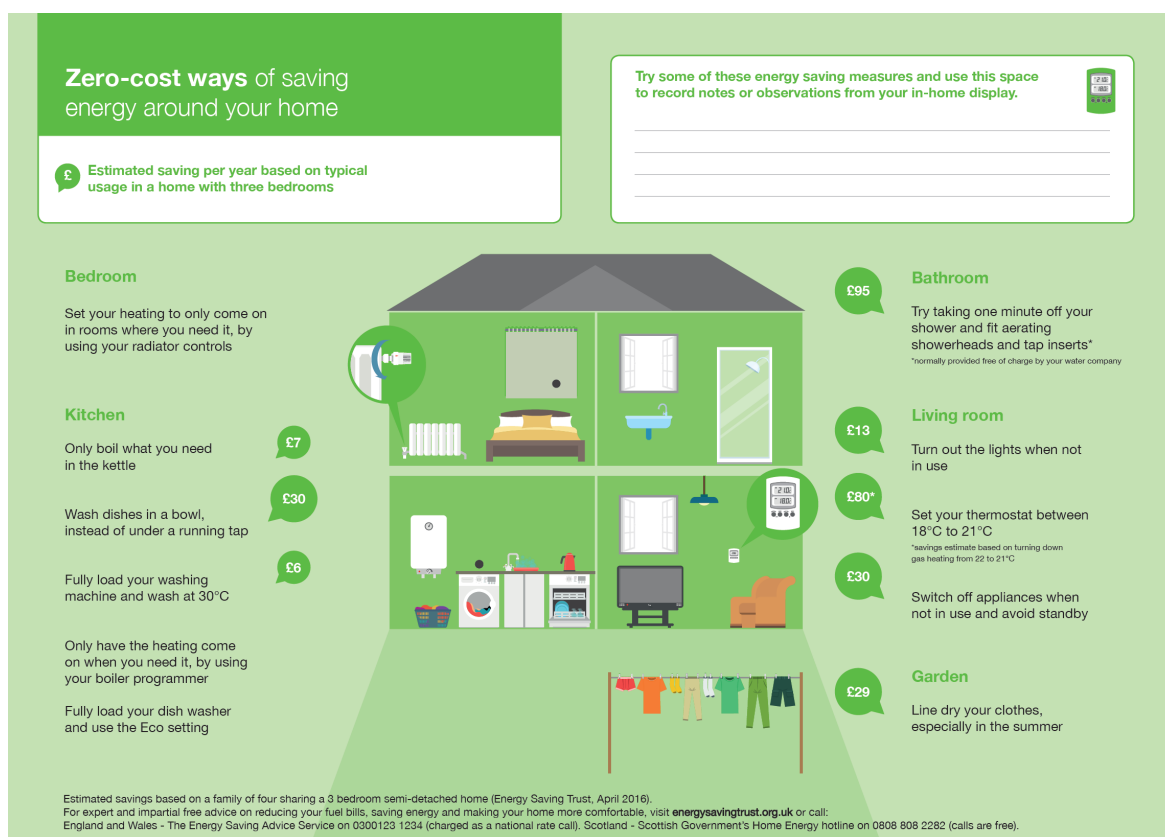 Zero-cost ways of saving
energy around your home
£
Estimated saving per year based on typical
usage in a home with three bedrooms
Try some of these energy saving measures and use this space
to record notes or observations from your in-home display.
Bedroom
Set your heating to only come on
in rooms where you need it, by
using your radiator controls
Kitchen
Only boil what you need
in the kettle
£7
Wash dishes in a bowl,
instead of under a running tap
£30
Fully load your washing
machine and wash at 30°C
£6
Only have the heating come
on when you need it, by using
your boiler programmer
Fully load your dish washer
and use the Eco setting
£95
Bathroom
Try taking one minute off your
shower and fit aerating
showerheads and tap inserts*
*normally provided free of charge by your water company
Living room
£13
Turn out the lights when not
in use
£80*
Set your thermostat between
18°C to 21°C
*savings estimate based on turning down
gas heating from 22 to 21°C
£30
Switch off appliances when
not in use and avoid standby
Garden
£29
Line dry your clothes,
especially in the summer
Estimated savings based on a family of four sharing a 3 bedroom semi-detached home (Energy Saving Trust, April 2016).
For expert and impartial free advice on reducing your fuel bills, saving energy and making your home more comfortable, visit energysavingtrust.org.uk or call:
England and Wales - The Energy Saving Advice Service on 0300123 1234 (charged as a national rate call). Scotland - Scottish Government's Home Energy hotline on 0808 808 2282 (calls are free).